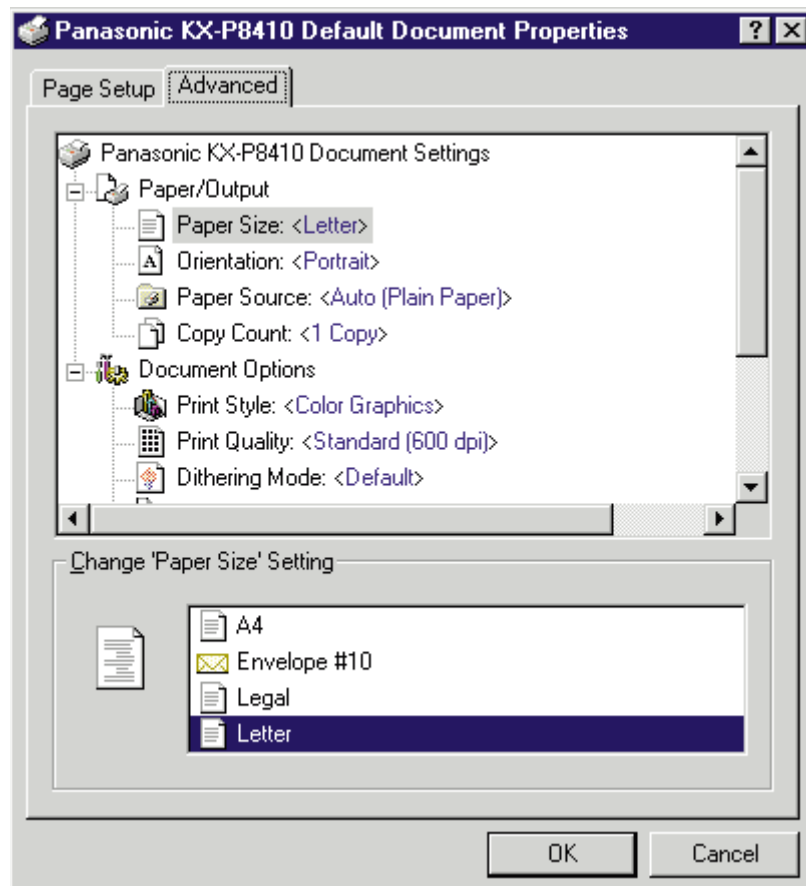 Panasonic KX-P8410 Default Document Properties
Page Setup
Advanced
Panasonic KX-P8410 Document Settings
Paper/Output
Paper Size: <Letter>
Orientation: <Portrait>
Paper Source: <Auto (Plain Paper)>
Copy Count: <1 Copy>
Document Options
Print Style: <Color Graphics>
Print Quality: <Standard (600 dpi)>
Dithering Mode: <Default>
Change 'Paper Size' Setting
A4
Envelope #10
Legal
Letter
OK
Cancel